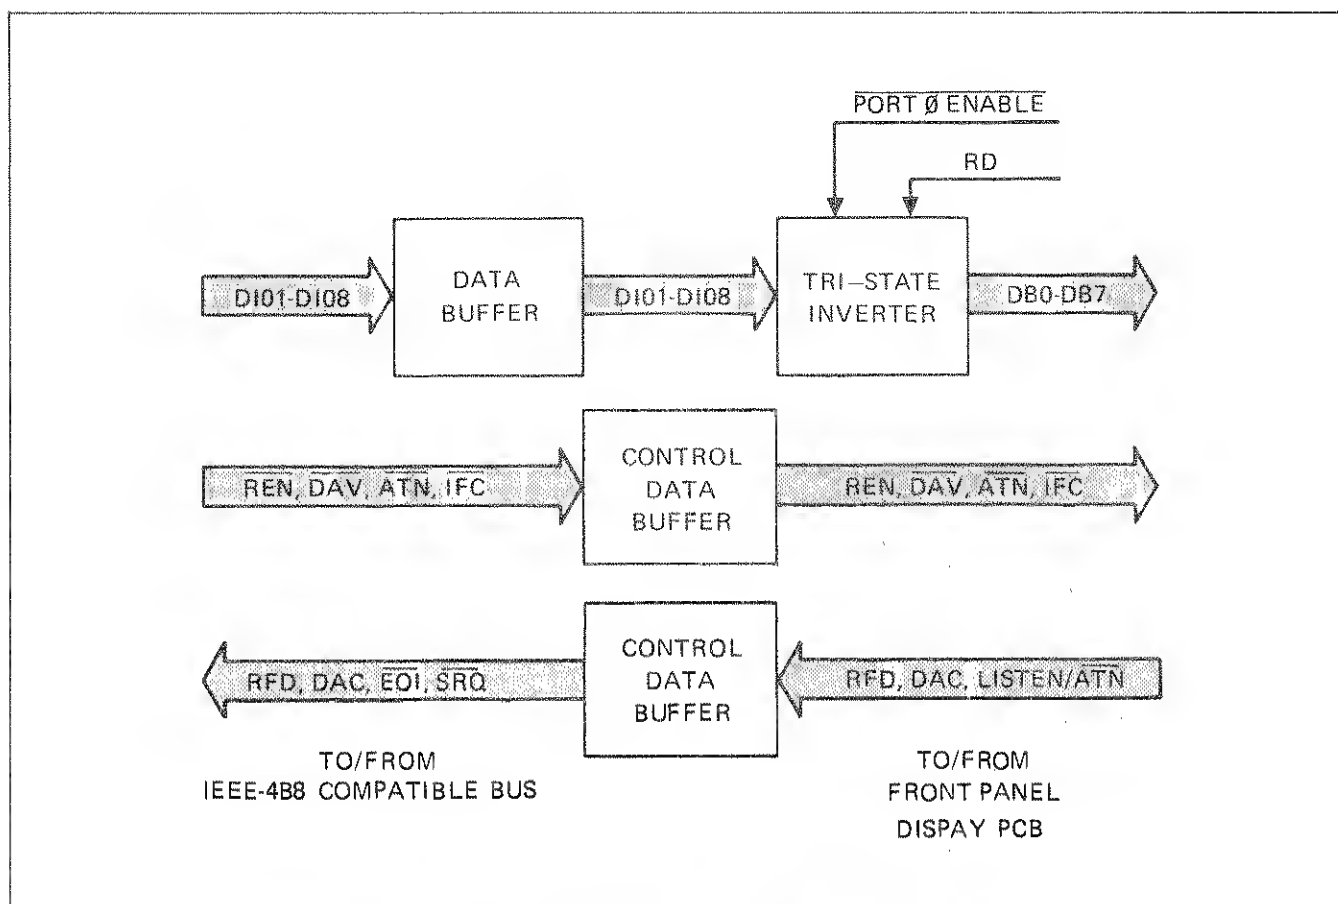 PORT Ø ENABLE
RD
DI01-DI08
DATA
BUFFER
DI01-DI08
TRI–STATE
INVERTER
DB0-DB7
REN, DAV, ATN, IFC
CONTROL
DATA
BUFFER
REN, DAV, ATN, IFC
RFD, DAC, EOI, SRQ
CONTROL
DATA
BUFFER
RFD, DAC, LISTEN/ATN
TO/FROM
IEEE-4B8 COMPATIBLE BUS
TO/FROM
FRONT PANEL
DISPAY PCB